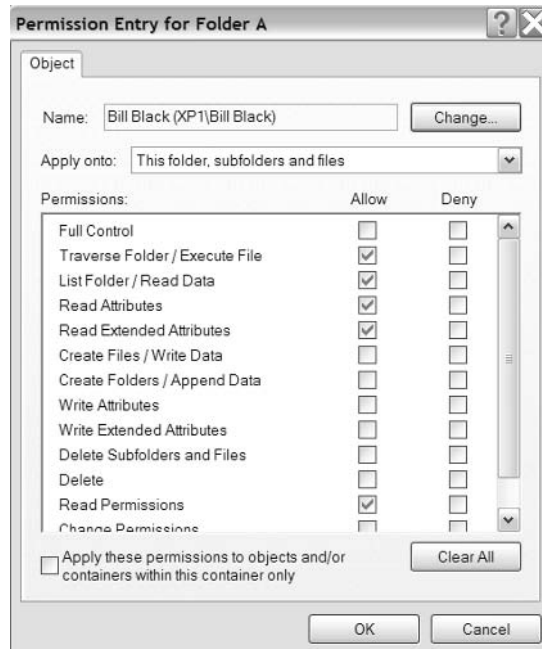 Permission Entry for Folder A
Object
Name: Bill Black (XP1\Bill Black) Change...
Apply onto: This folder, subfolders and files
Permissions: Allow Deny
Full Control
Traverse Folder / Execute File
List Folder / Read Data
Read Attributes
Read Extended Attributes
Create Files / Write Data
Create Folders / Append Data
Write Attributes
Write Extended Attributes
Delete Subfolders and Files
Delete
Read Permissions
Change Permissions
Apply these permissions to objects and/or
containers within this container only
Clear All
OK Cancel